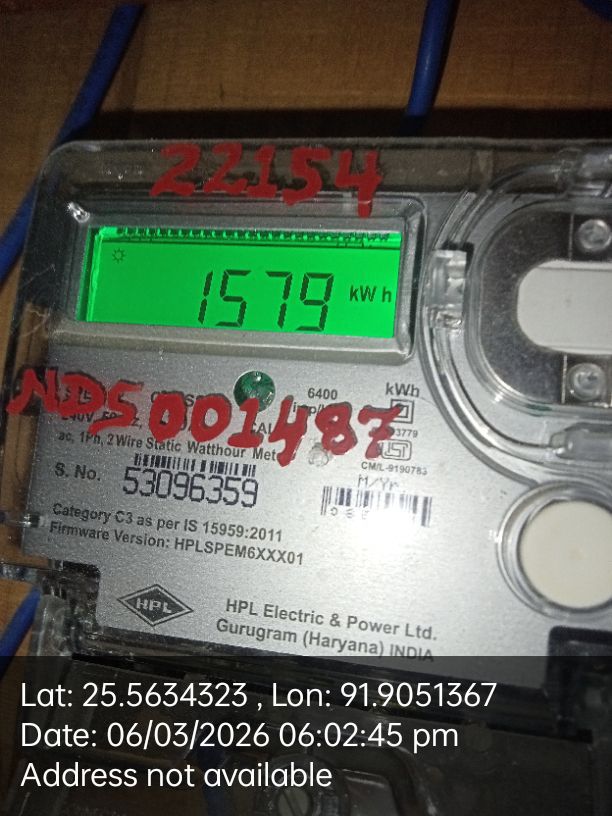 22154
1579 kWh
NDS001487
6400
kWh
ac, 1Ph, 2 Wire Static Watthour Meter
CM/L-9190783
S. No. 53096359
M/Yr
Category C3 as per IS 15959:2011
Firmware Version: HPLSPEM6XXX01
HPL
HPL Electric & Power Ltd.
Gurugram (Haryana) INDIA
Lat: 25.5634323 , Lon: 91.9051367
Date: 06/03/2026 06:02:45 pm
Address not available